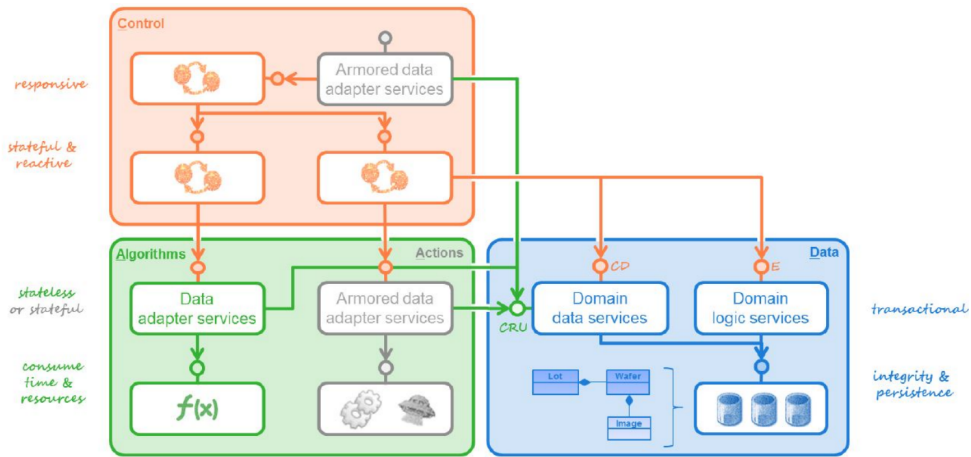 Control
responsive
Armored data
adapter services
stateful &
reactive
Algorithms
Actions
Data
CD
E
stateless
or stateful
Data
adapter services
Armored data
adapter services
CRU
Domain
data services
Domain
logic services
transactional
consume
time &
resources
f(x)
Lot
Wafer
Image
integrity &
persistence